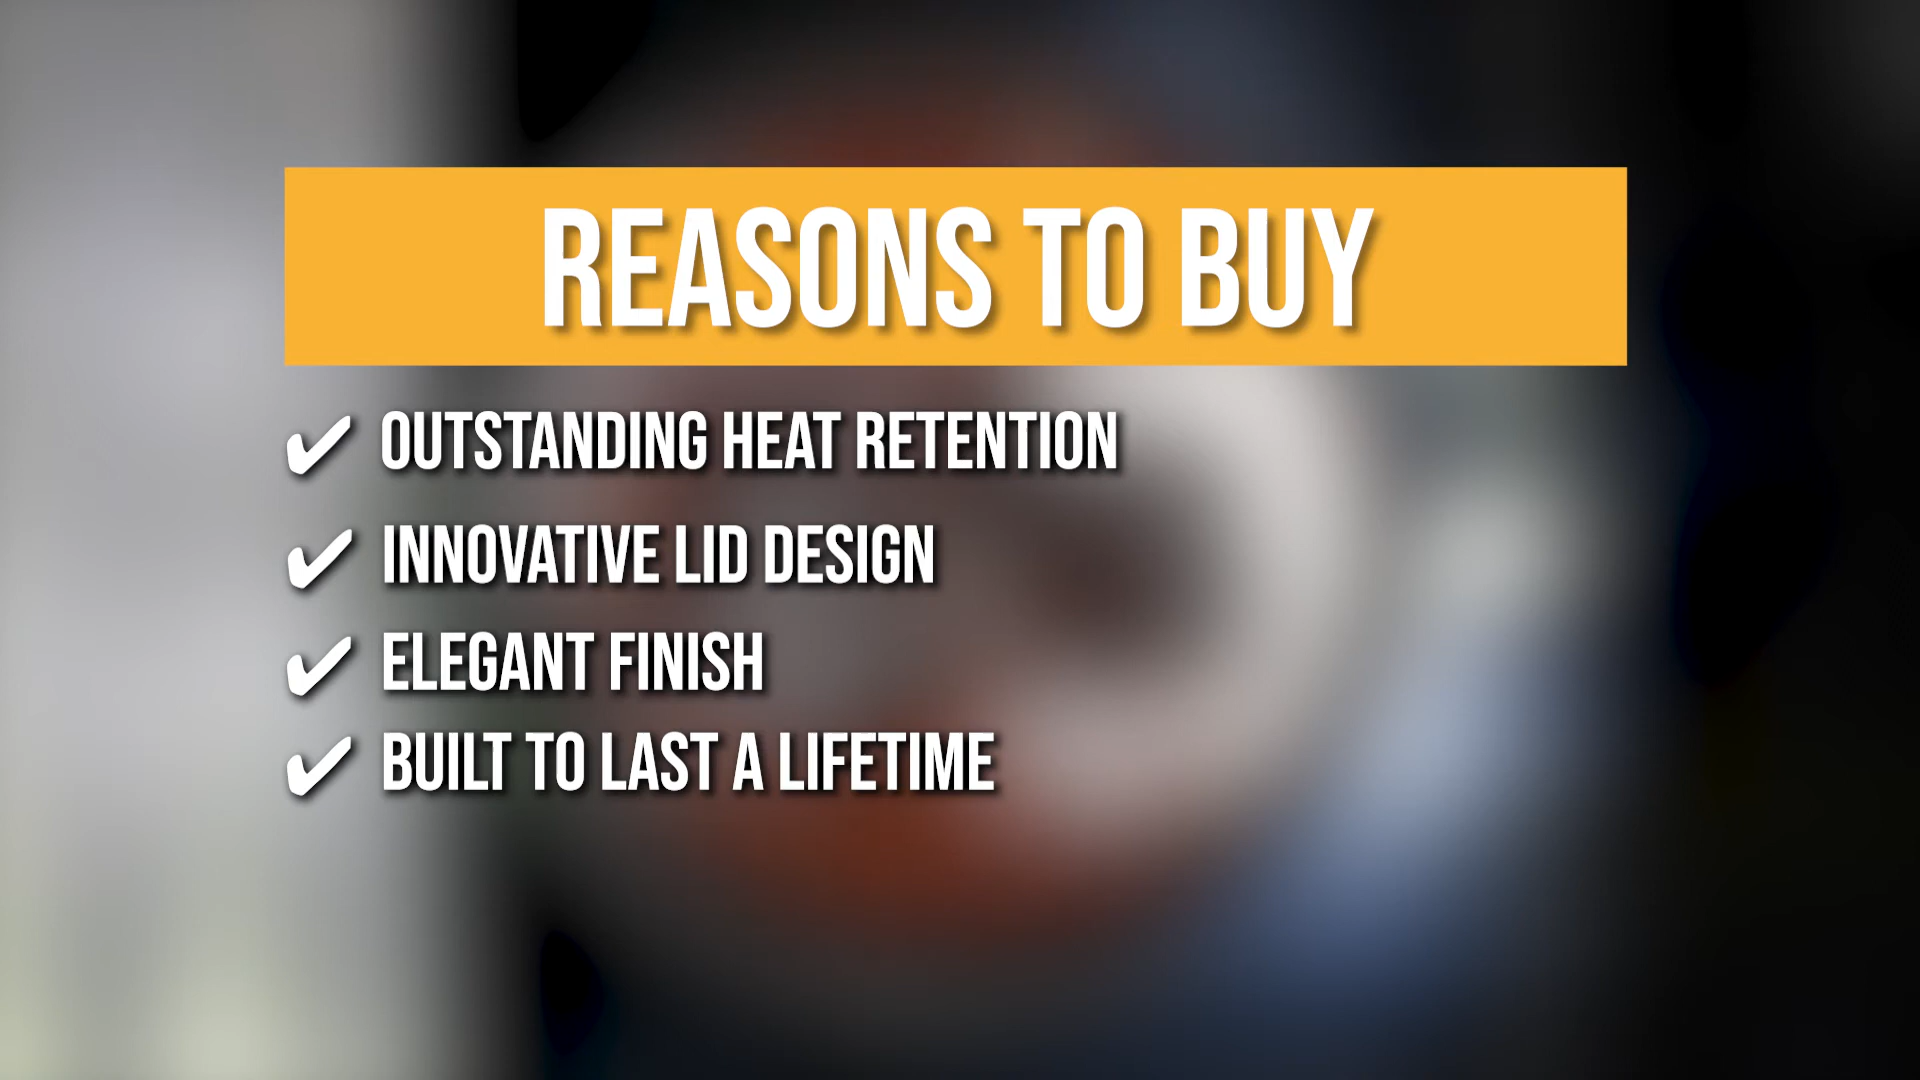 REASONS TO BUY
✔ OUTSTANDING HEAT RETENTION
✔ INNOVATIVE LID DESIGN
✔ ELEGANT FINISH
✔ BUILT TO LAST A LIFETIME